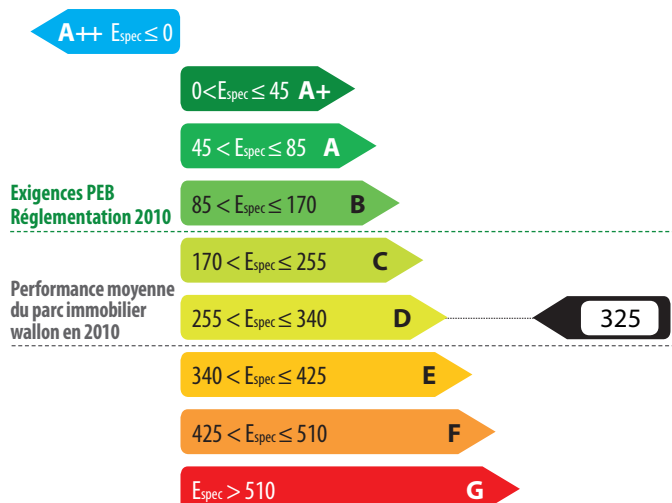 A++ Espec ≤ 0
0<Espec ≤ 45 A+
45 < Espec ≤ 85 A
Exigences PEB
Réglementation 2010
85 < Espec ≤ 170 B
170 < Espec ≤ 255 C
Performance moyenne
du parc immobilier
wallon en 2010
255 < Espec ≤ 340 D
325
340 < Espec ≤ 425 E
425 < Espec ≤ 510 F
Espec > 510 G